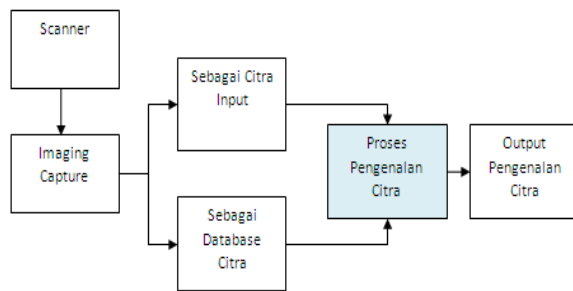 Scanner
Imaging
Capture
Sebagai Citra
Input
Sebagai
Database
Citra
Proses
Pengenalan
Citra
Output
Pengenalan
Citra